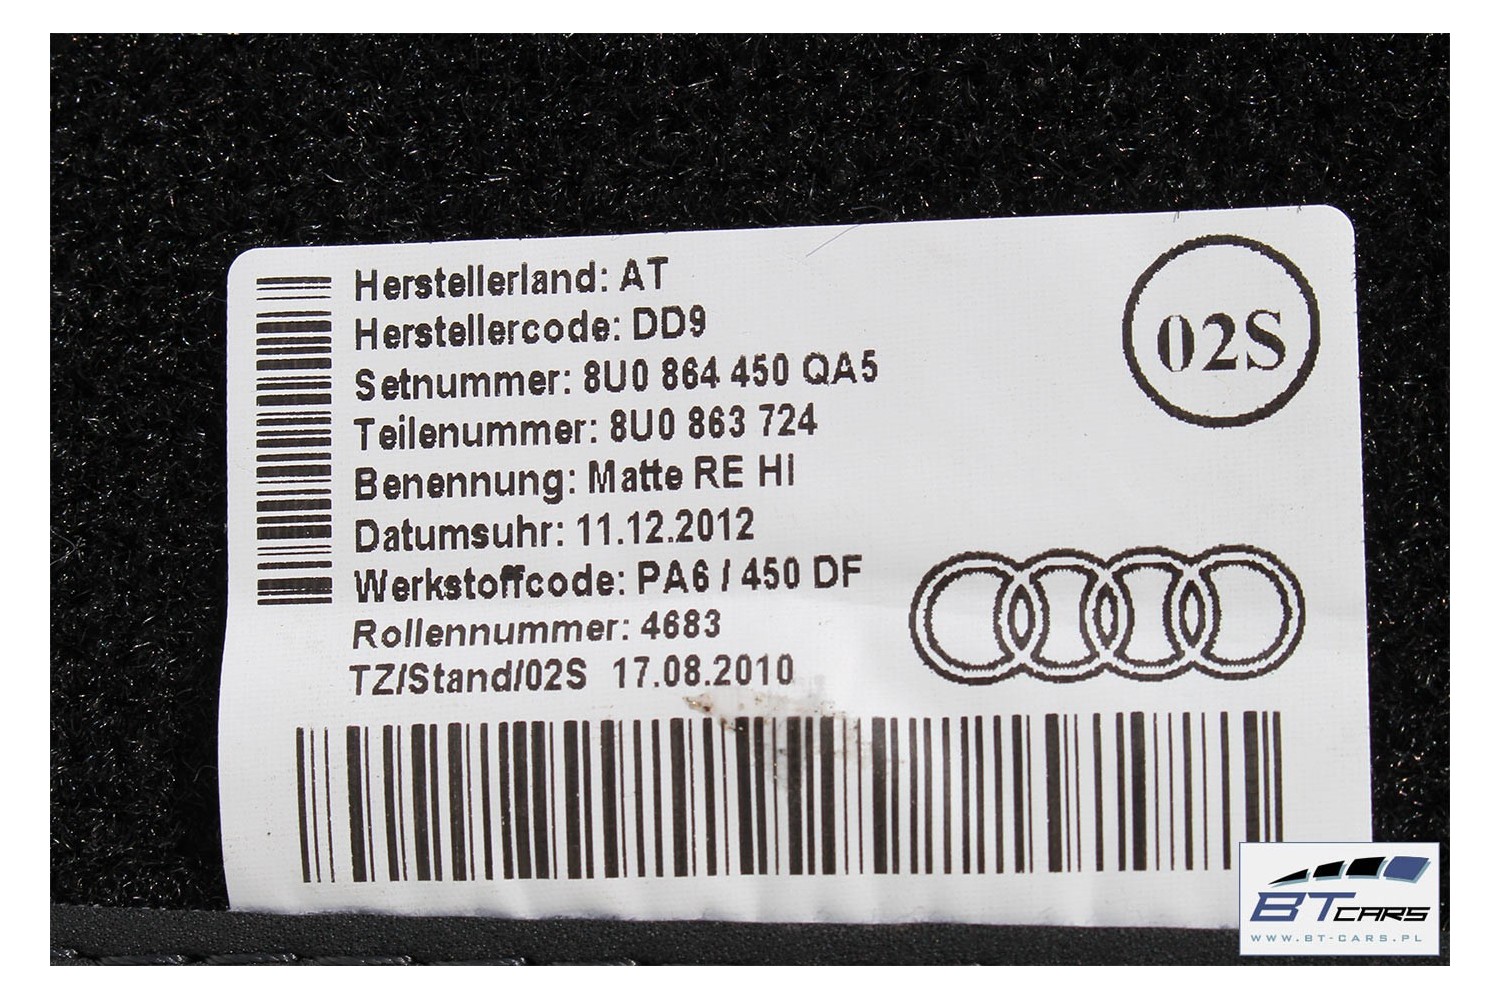 Herstellerland: AT
Herstellercode: DD9
Setnummer: 8U0 864 450 QA5
Teilenummer: 8U0 863 724
Benennung: Matte RE HI
Datumsuhr: 11.12.2012
Werkstoffcode: PA6 / 450 DF
Rollennummer: 4683
TZ/Stand/02S 17.08.2010
02S
BT CARS
WWW.BT-CARS.PL